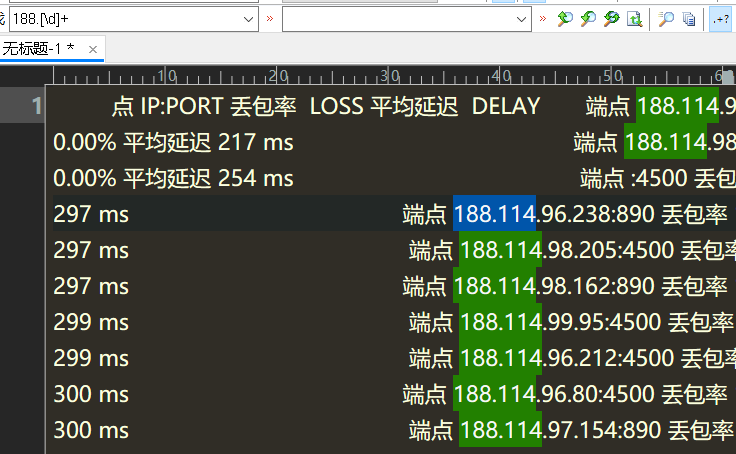 188.[\d]+
.+?
无标题-1 *
10 20 30 40 50
1 点 IP:PORT 丢包率 LOSS 平均延迟 DELAY 端点 188.114.9
0.00% 平均延迟 217 ms 端点 188.114.98
0.00% 平均延迟 254 ms 端点 :4500 丢包
297 ms 端点 188.114.96.238:890 丢包率
297 ms 端点 188.114.98.205:4500 丢包率
297 ms 端点 188.114.98.162:890 丢包率
299 ms 端点 188.114.99.95:4500 丢包率
299 ms 端点 188.114.96.212:4500 丢包率
300 ms 端点 188.114.96.80:4500 丢包率
300 ms 端点 188.114.97.154:890 丢包率